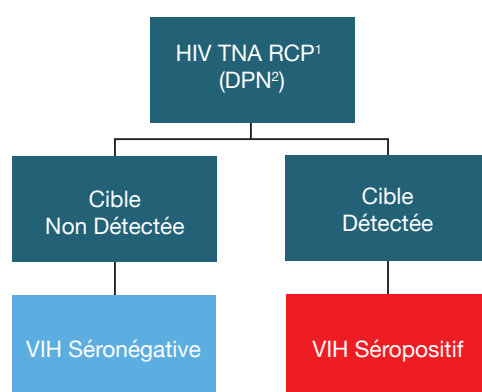 HIV TNA RCP¹
(DPN²)
Cible
Non Détectée
Cible
Détectée
VIH Séronégative
VIH Séropositif